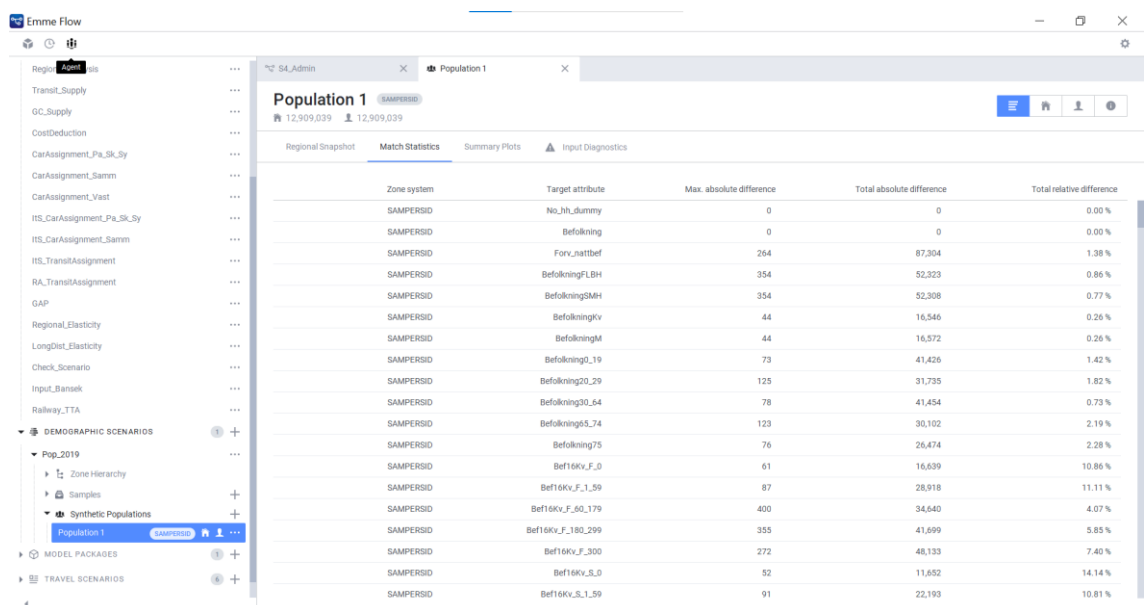 Emme Flow
Agent
Regional_Analysis
Transit_Supply
GC_Supply
CostDeduction
CarAssignment_Pa_Sk_Sy
CarAssignment_Samm
CarAssignment_Vast
ItS_CarAssignment_Pa_Sk_Sy
ItS_CarAssignment_Samm
ItS_TransitAssignment
RA_TransitAssignment
GAP
Regional_Elasticity
LongDist_Elasticity
Check_Scenario
Input_Bansek
Railway_TTA
DEMOGRAPHIC SCENARIOS 1
Pop_2019
Zone Hierarchy
Samples
Synthetic Populations
Population 1 SAMPERSID
MODEL PACKAGES 1
TRAVEL SCENARIOS 6
S4_Admin Population 1
Population 1 SAMPERSID
12,909,039 12,909,039
Regional Snapshot Match Statistics Summary Plots Input Diagnostics
Zone system Target attribute Max. absolute difference Total absolute difference Total relative difference
SAMPERSID No_hh_dummy 0 0 0.00 %
SAMPERSID Befolkning 0 0 0.00 %
SAMPERSID Forv_nattbef 264 87,304 1.38 %
SAMPERSID BefolkningFLBH 354 52,323 0.86 %
SAMPERSID BefolkningSMH 354 52,308 0.77 %
SAMPERSID BefolkningKv 44 16,546 0.26 %
SAMPERSID BefolkningM 44 16,572 0.26 %
SAMPERSID Befolkning0_19 73 41,426 1.42 %
SAMPERSID Befolkning20_29 125 31,735 1.82 %
SAMPERSID Befolkning30_64 78 41,454 0.73 %
SAMPERSID Befolkning65_74 123 30,102 2.19 %
SAMPERSID Befolkning75 76 26,474 2.28 %
SAMPERSID Bef16Kv_F_0 61 16,639 10.86 %
SAMPERSID Bef16Kv_F_1_59 87 28,918 11.11 %
SAMPERSID Bef16Kv_F_60_179 400 34,640 4.07 %
SAMPERSID Bef16Kv_F_180_299 355 41,699 5.85 %
SAMPERSID Bef16Kv_F_300 272 48,133 7.40 %
SAMPERSID Bef16Kv_S_0 52 11,652 14.14 %
SAMPERSID Bef16Kv_S_1_59 91 22,193 10.81 %